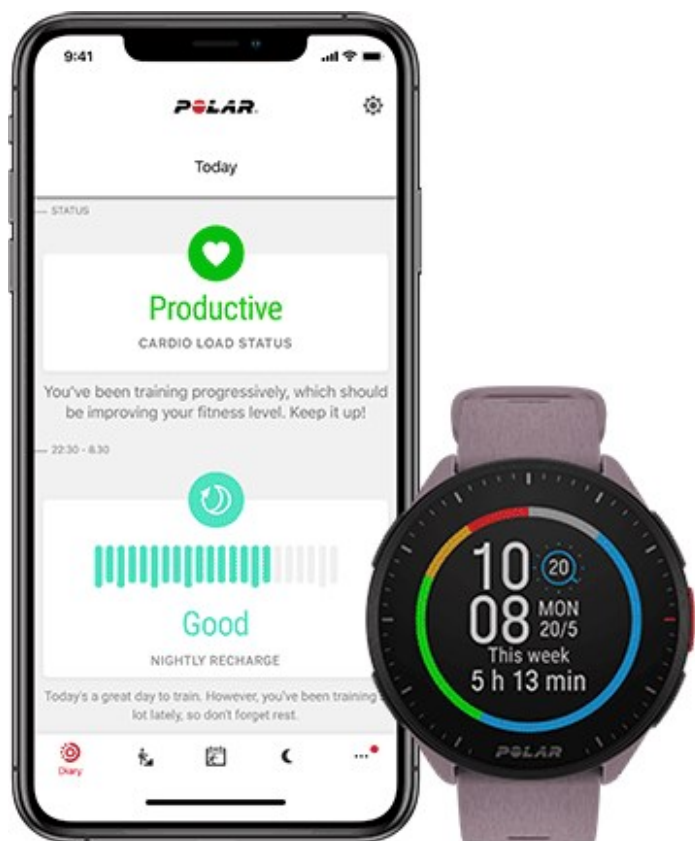 9:41
POLAR
Today
STATUS
Productive
CARDIO LOAD STATUS
You've been training progressively, which should
be improving your fitness level. Keep it up!
22:30 - 6.30
Good
NIGHTLY RECHARGE
Today's a great day to train. However, you've been training
lot lately, so don't forget rest.
Diary
10
20
08
MON
20/5
This week
5 h 13 min
POLAR